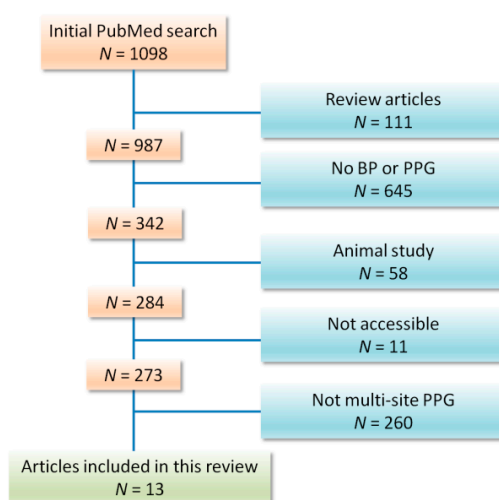 Initial PubMed search
N = 1098
Review articles
N = 111
N = 987
No BP or PPG
N = 645
N = 342
Animal study
N = 58
N = 284
Not accessible
N = 11
N = 273
Not multi-site PPG
N = 260
Articles included in this review
N = 13